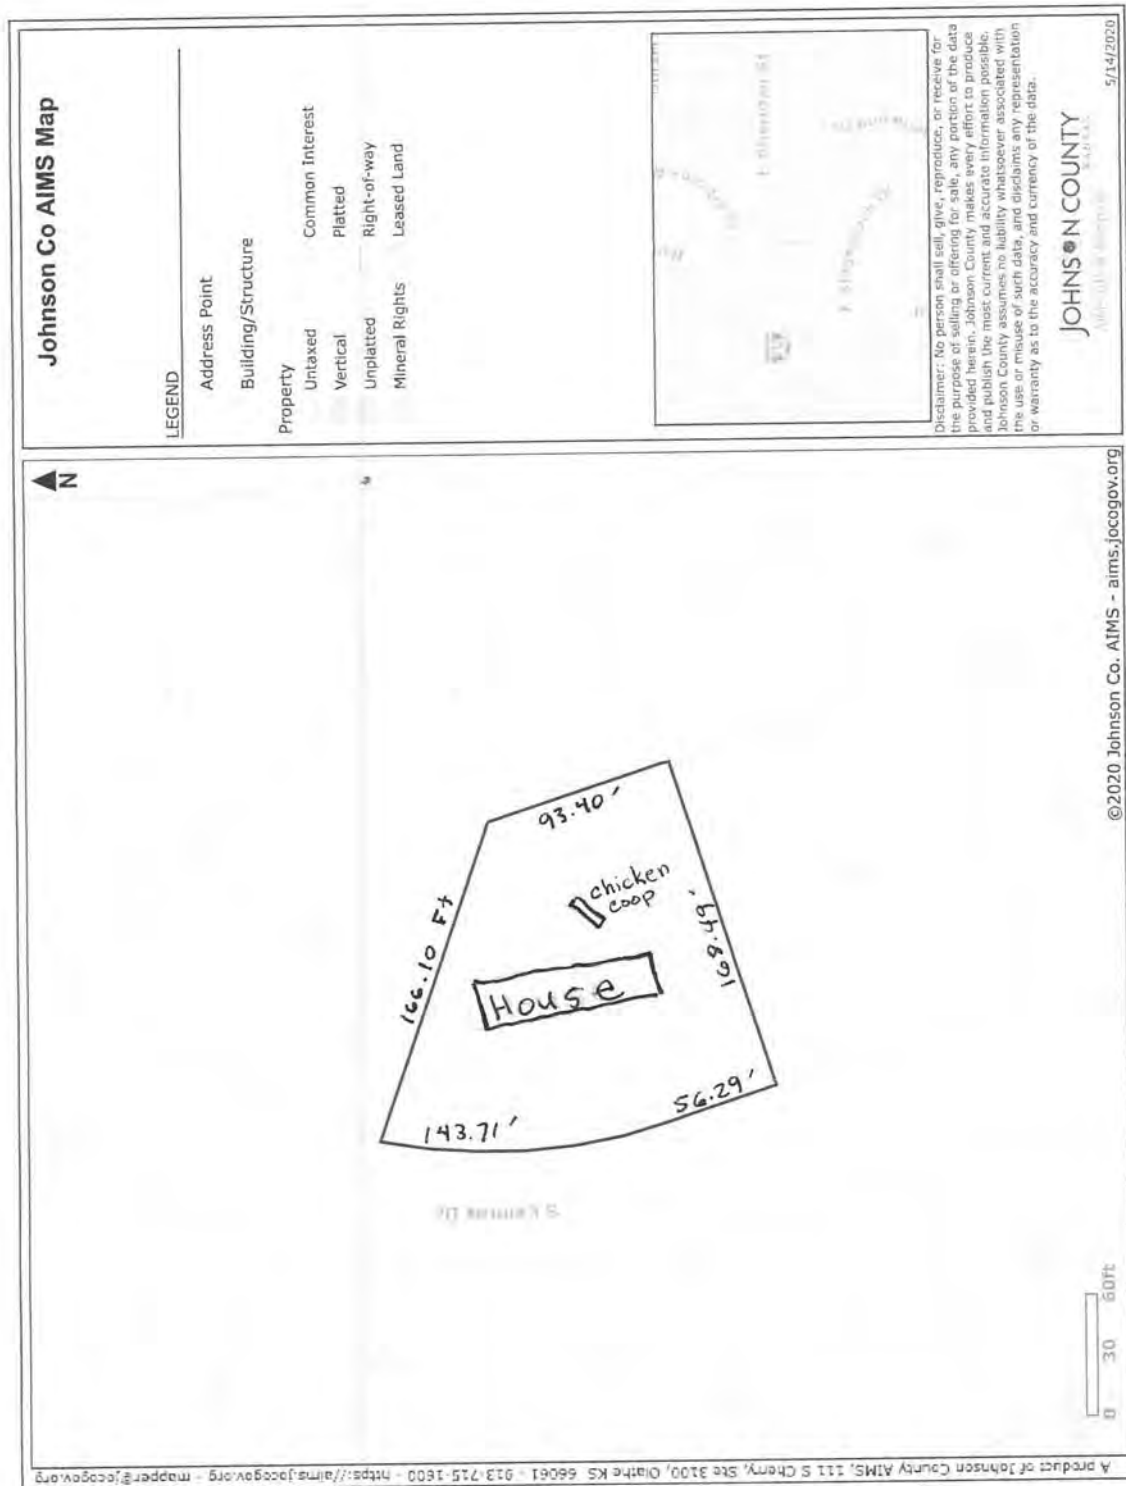 Johnson Co AIMS Map
LEGEND
Address Point
Building/Structure
Property
Untaxed Common Interest
Vertical Platted
Unplatted Right-of-way
Mineral Rights Leased Land
Disclaimer: No person shall sell, give, reproduce, or receive for
the purpose of selling or offering for sale, any portion of the data
provided herein. Johnson County makes every effort to produce
and publish the most current and accurate information possible.
Johnson County assumes no liability whatsoever associated with
the use or misuse of such data, and disclaims any representation
or warranty as to the accuracy and currency of the data.
JOHNSON COUNTY
KANSAS
5/14/2020
N
166.10 Ft
93.40'
chicken
coop
House
168.49'
143.71'
56.29'
0 30 60ft
©2020 Johnson Co. AIMS - aims.jocogov.org
A product of Johnson County AIMS, 111 S Cherry, Ste 3100, Olathe KS 66061 - 913-715-1600 - https://aims.jocogov.org - mapper@jocogov.org